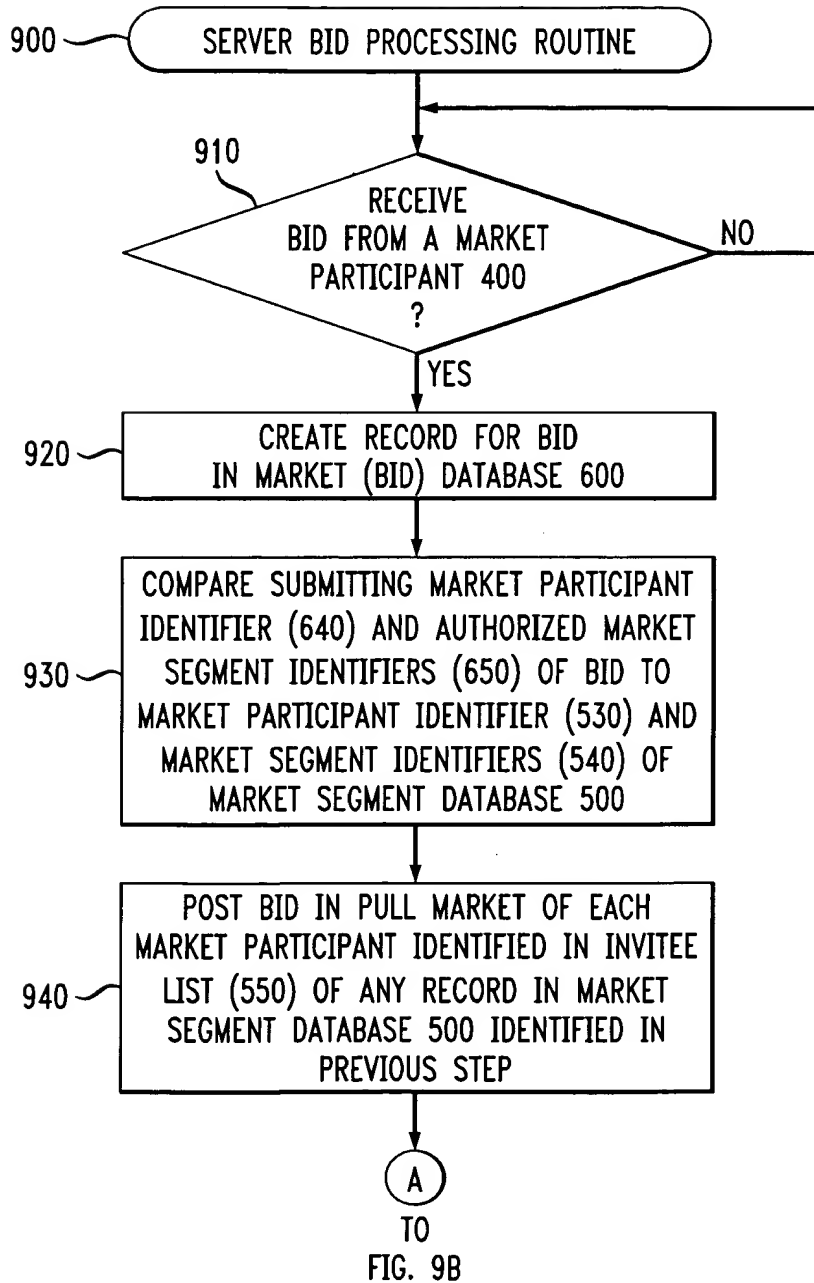 900
SERVER BID PROCESSING ROUTINE
910
RECEIVE
BID FROM A MARKET
PARTICIPANT 400
?
NO
YES
920
CREATE RECORD FOR BID
IN MARKET (BID) DATABASE 600
930
COMPARE SUBMITTING MARKET PARTICIPANT
IDENTIFIER (640) AND AUTHORIZED MARKET
SEGMENT IDENTIFIERS (650) OF BID TO
MARKET PARTICIPANT IDENTIFIER (530) AND
MARKET SEGMENT IDENTIFIERS (540) OF
MARKET SEGMENT DATABASE 500
940
POST BID IN PULL MARKET OF EACH
MARKET PARTICIPANT IDENTIFIED IN INVITEE
LIST (550) OF ANY RECORD IN MARKET
SEGMENT DATABASE 500 IDENTIFIED IN
PREVIOUS STEP
A
TO
FIG. 9B